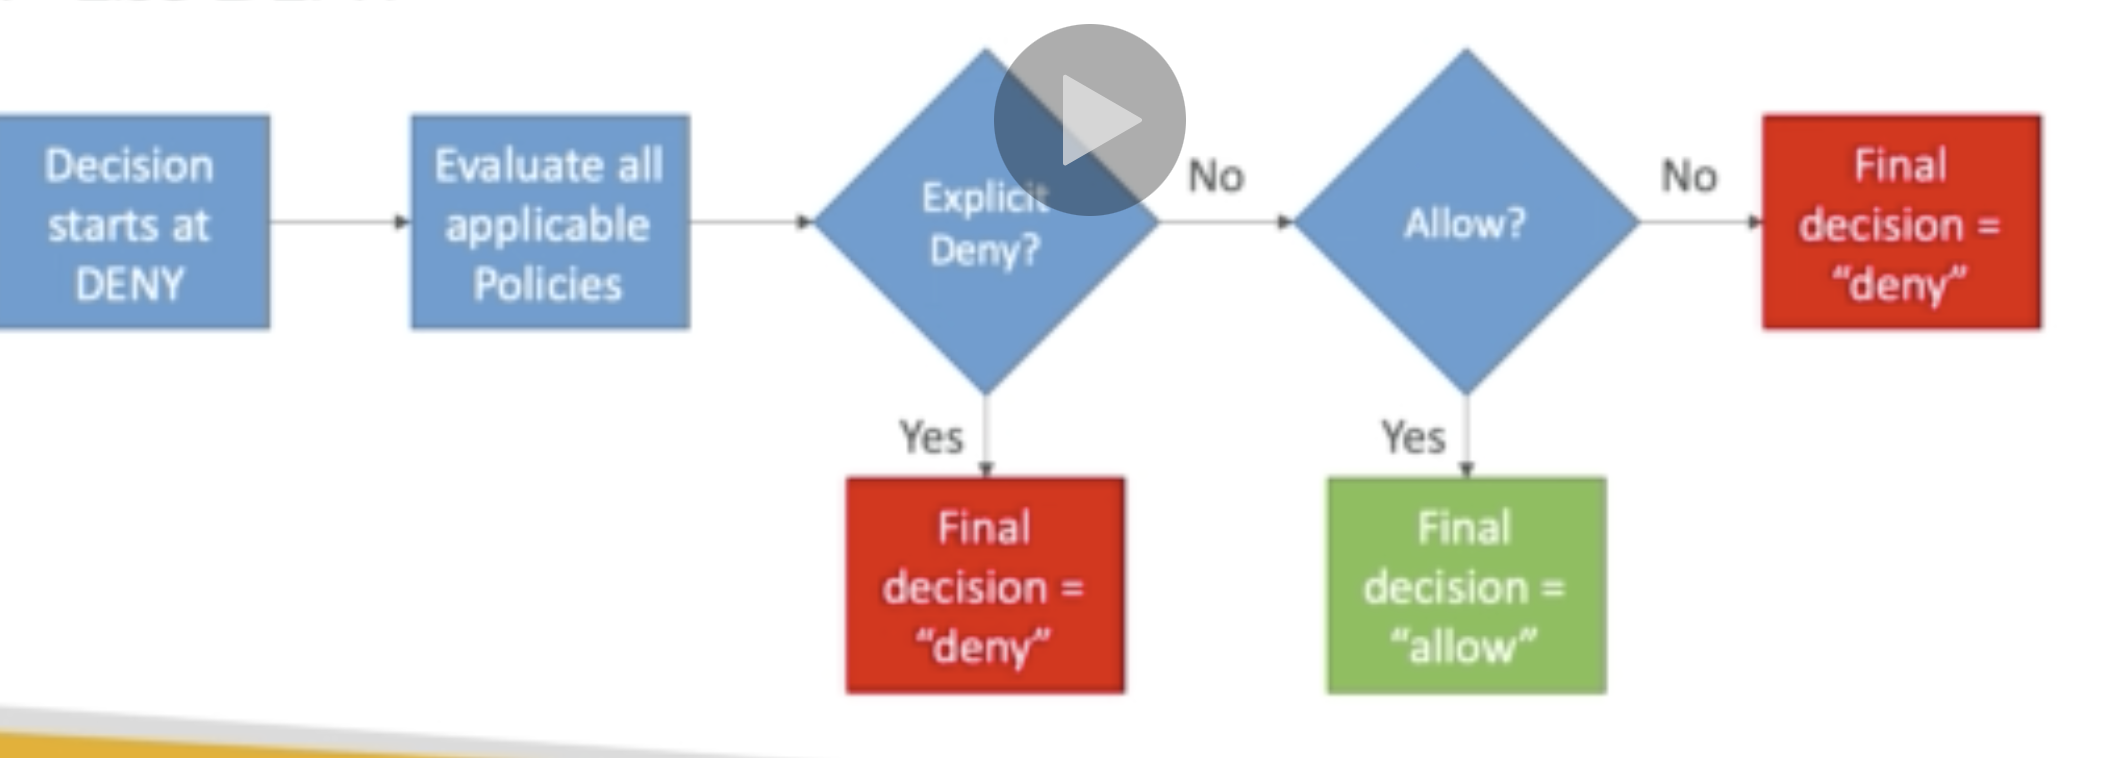 Decision
starts at
DENY
Evaluate all
applicable
Policies
Explicit
Deny?
No
Allow?
No
Final
decision =
“deny”
Yes
Yes
Final
decision =
“deny”
Final
decision =
“allow”